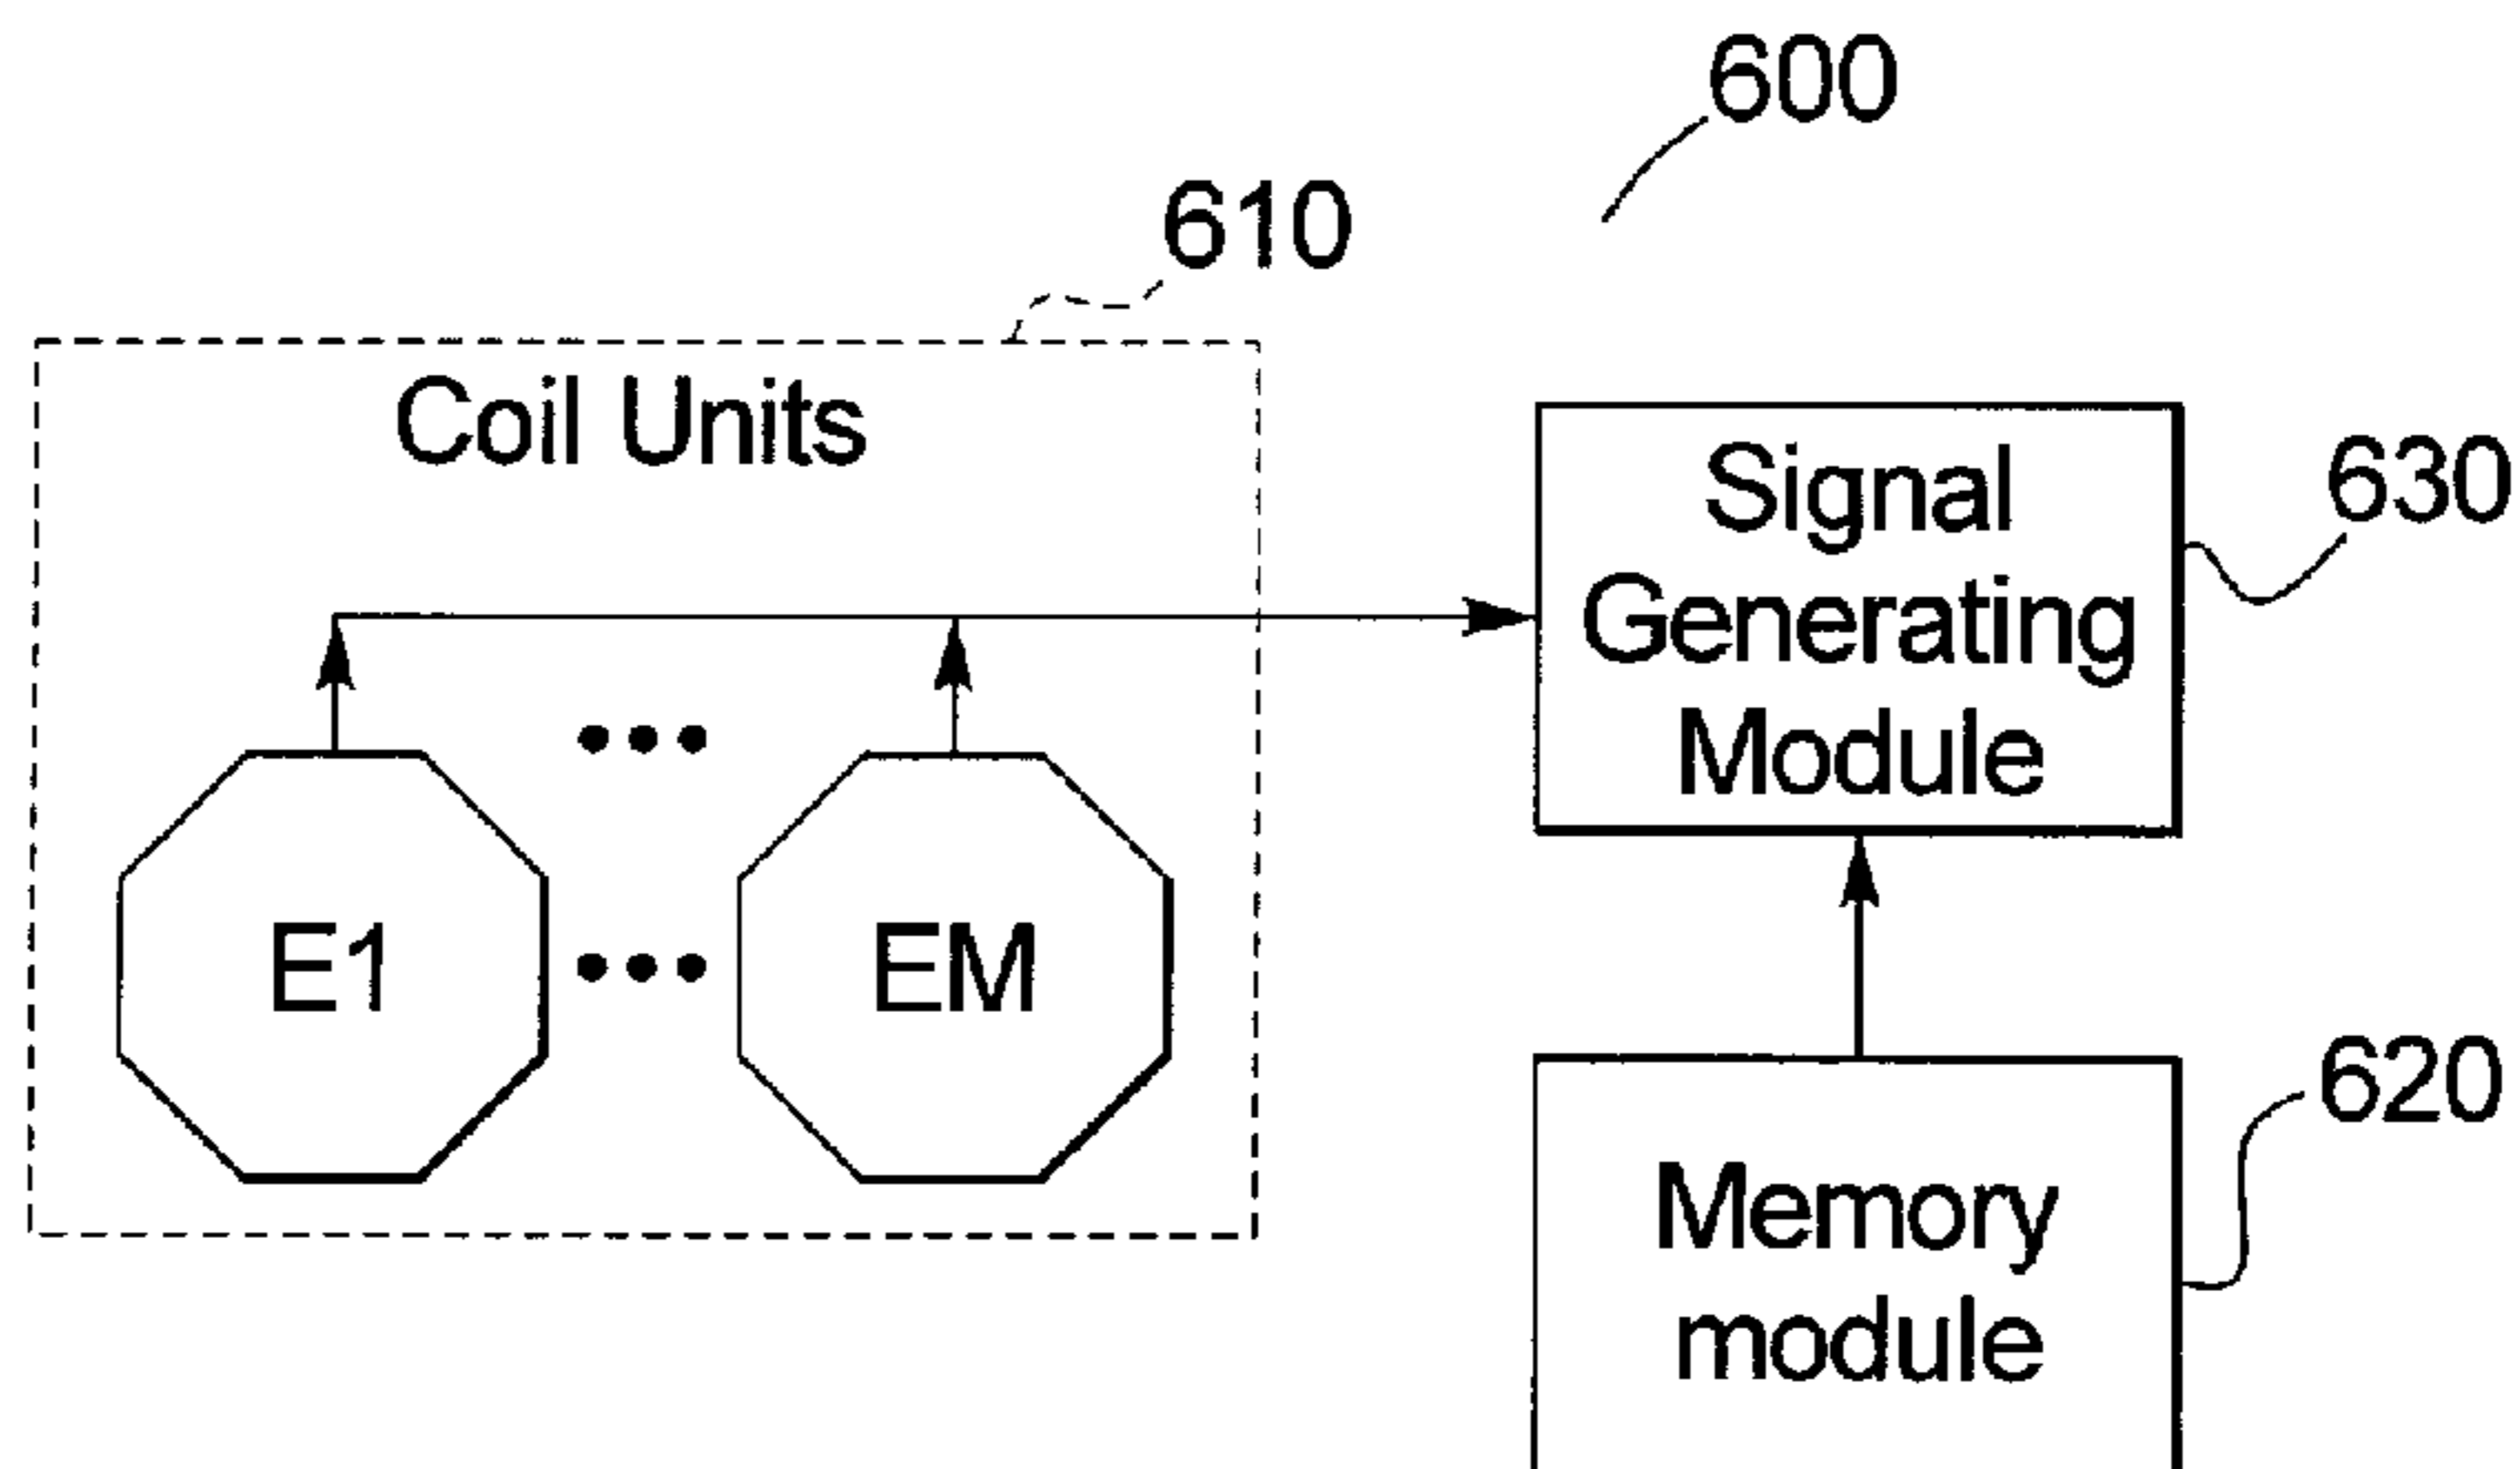 600
610
Coil Units
Signal
Generating
Module
630
E1
EM
620
Memory
module